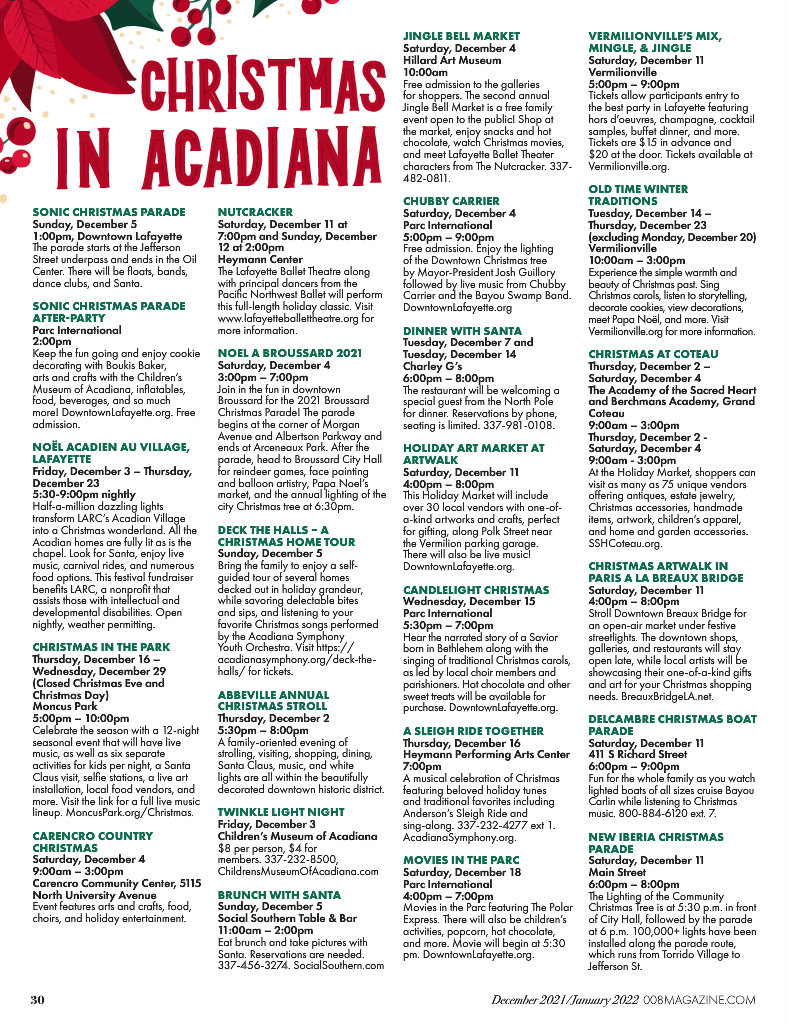 CHRISTMAS
IN ACADIANA
SONIC CHRISTMAS PARADE
Sunday, December 5
1:00pm, Downtown Lafayette
The parade starts at the Jefferson
Street underpass and ends in the Oil
Center. There will be floats, bands,
dance clubs, and Santa.
SONIC CHRISTMAS PARADE
AFTER-PARTY
Parc International
2:00pm
Keep the fun going and enjoy cookie
decorating with Boukis Baker,
arts and crafts with the Children's
Museum of Acadiana, inflatables,
food, beverages, and so much
more! DowntownLafayette.org. Free
admission.
NOËL ACADIEN AU VILLAGE,
LAFAYETTE
Friday, December 3 – Thursday,
December 23
5:30-9:00pm nightly
Half-a-million dazzling lights
transform LARC's Acadian Village
into a Christmas wonderland. All the
Acadian homes are fully lit as is the
chapel. Look for Santa, enjoy live
music, carnival rides, and numerous
food options. This festival fundraiser
benefits LARC, a nonprofit that
assists those with intellectual and
developmental disabilities. Open
nightly, weather permitting.
CHRISTMAS IN THE PARK
Thursday, December 16 –
Wednesday, December 29
(Closed Christmas Eve and
Christmas Day)
Moncus Park
5:00pm – 10:00pm
Celebrate the season with a 12-night
seasonal event that will have live
music, as well as six separate
activities for kids per night, a Santa
Claus visit, selfie stations, a live art
installation, local food vendors, and
more. Visit the link for a full live music
lineup. MoncusPark.org/Christmas.
CARENCRO COUNTRY
CHRISTMAS
Saturday, December 4
9:00am – 3:00pm
Carencro Community Center, 5115
North University Avenue
Event features arts and crafts, food,
choirs, and holiday entertainment.
NUTCRACKER
Saturday, December 11 at
7:00pm and Sunday, December
12 at 2:00pm
Heymann Center
The Lafayette Ballet Theatre along
with principal dancers from the
Pacific Northwest Ballet will perform
this full-length holiday classic. Visit
www.lafayetteballettheatre.org for
more information.
NOEL A BROUSSARD 2021
Saturday, December 4
3:00pm – 7:00pm
Join in the fun in downtown
Broussard for the 2021 Broussard
Christmas Parade! The parade
begins at the corner of Morgan
Avenue and Albertson Parkway and
ends at Arceneaux Park. After the
parade, head to Broussard City Hall
for reindeer games, face painting
and balloon artistry, Papa Noel's
market, and the annual lighting of the
city Christmas tree at 6:30pm.
DECK THE HALLS – A
CHRISTMAS HOME TOUR
Sunday, December 5
Bring the family to enjoy a self-
guided tour of several homes
decked out in holiday grandeur,
while savoring delectable bites
and sips, and listening to your
favorite Christmas songs performed
by the Acadiana Symphony
Youth Orchestra. Visit https://
acadianasymphony.org/deck-the-
halls/ for tickets.
ABBEVILLE ANNUAL
CHRISTMAS STROLL
Thursday, December 2
5:30pm – 8:00pm
A family-oriented evening of
strolling, visiting, shopping, dining,
Santa Claus, music, and white
lights are all within the beautifully
decorated downtown historic district.
TWINKLE LIGHT NIGHT
Friday, December 3
Children's Museum of Acadiana
$8 per person, $4 for
members. 337-232-8500,
ChildrensMuseumOfAcadiana.com
BRUNCH WITH SANTA
Sunday, December 5
Social Southern Table & Bar
11:00am – 2:00pm
Eat brunch and take pictures with
Santa. Reservations are needed.
337-456-3274. SocialSouthern.com
JINGLE BELL MARKET
Saturday, December 4
Hillard Art Museum
10:00am
Free admission to the galleries
for shoppers. The second annual
Jingle Bell Market is a free family
event open to the public! Shop at
the market, enjoy snacks and hot
chocolate, watch Christmas movies,
and meet Lafayette Ballet Theater
characters from The Nutcracker. 337-
482-0811.
CHUBBY CARRIER
Saturday, December 4
Parc International
5:00pm – 9:00pm
Free admission. Enjoy the lighting
of the Downtown Christmas tree
by Mayor-President Josh Guillory
followed by live music from Chubby
Carrier and the Bayou Swamp Band.
DowntownLafayette.org
DINNER WITH SANTA
Tuesday, December 7 and
Tuesday, December 14
Charley G's
6:00pm – 8:00pm
The restaurant will be welcoming a
special guest from the North Pole
for dinner. Reservations by phone,
seating is limited. 337-981-0108.
HOLIDAY ART MARKET AT
ARTWALK
Saturday, December 11
4:00pm – 8:00pm
This Holiday Market will include
over 30 local vendors with one-of-
a-kind artworks and crafts, perfect
for gifting, along Polk Street near
the Vermilion parking garage.
There will also be live music!
DowntownLafayette.org.
CANDLELIGHT CHRISTMAS
Wednesday, December 15
Parc International
5:30pm – 7:00pm
Hear the narrated story of a Savior
born in Bethlehem along with the
singing of traditional Christmas carols,
as led by local choir members and
parishioners. Hot chocolate and other
sweet treats will be available for
purchase. DowntownLafayette.org.
A SLEIGH RIDE TOGETHER
Thursday, December 16
Heymann Performing Arts Center
7:00pm
A musical celebration of Christmas
featuring beloved holiday tunes
and traditional favorites including
Anderson's Sleigh Ride and
sing-along. 337-232-4277 ext 1.
AcadianaSymphony.org.
MOVIES IN THE PARC
Saturday, December 18
Parc International
4:00pm – 7:00pm
Movies in the Parc featuring The Polar
Express. There will also be children's
activities, popcorn, hot chocolate,
and more. Movie will begin at 5:30
pm. DowntownLafayette.org.
VERMILIONVILLE'S MIX,
MINGLE, & JINGLE
Saturday, December 11
Vermilionville
5:00pm – 9:00pm
Tickets allow participants entry to
the best party in Lafayette featuring
hors d'oeuvres, champagne, cocktail
samples, buffet dinner, and more.
Tickets are $15 in advance and
$20 at the door. Tickets available at
Vermilionville.org.
OLD TIME WINTER
TRADITIONS
Tuesday, December 14 –
Thursday, December 23
(excluding Monday, December 20)
Vermilionville
10:00am – 3:00pm
Experience the simple warmth and
beauty of Christmas past. Sing
Christmas carols, listen to storytelling,
decorate cookies, view decorations,
meet Papa Noël, and more. Visit
Vermilionville.org for more information.
CHRISTMAS AT COTEAU
Thursday, December 2 –
Saturday, December 4
The Academy of the Sacred Heart
and Berchmans Academy, Grand
Coteau
9:00am – 3:00pm
Thursday, December 2 -
Saturday, December 4
9:00am - 3:00pm
At the Holiday Market, shoppers can
visit as many as 75 unique vendors
offering antiques, estate jewelry,
Christmas accessories, handmade
items, artwork, children's apparel,
and home and garden accessories.
SSHCoteau.org.
CHRISTMAS ARTWALK IN
PARIS A LA BREAUX BRIDGE
Saturday, December 11
4:00pm – 8:00pm
Stroll Downtown Breaux Bridge for
an open-air market under festive
streetlights. The downtown shops,
galleries, and restaurants will stay
open late, while local artists will be
showcasing their one-of-a-kind gifts
and art for your Christmas shopping
needs. BreauxBridgeLA.net.
DELCAMBRE CHRISTMAS BOAT
PARADE
Saturday, December 11
411 S Richard Street
6:00pm – 9:00pm
Fun for the whole family as you watch
lighted boats of all sizes cruise Bayou
Carlin while listening to Christmas
music. 800-884-6120 ext. 7.
NEW IBERIA CHRISTMAS
PARADE
Saturday, December 11
Main Street
6:00pm – 8:00pm
The Lighting of the Community
Christmas Tree is at 5:30 p.m. in front
of City Hall, followed by the parade
at 6 p.m. 100,000+ lights have been
installed along the parade route,
which runs from Torrido Village to
Jefferson St.
30
December 2021/January 2022 008MAGAZINE.COM